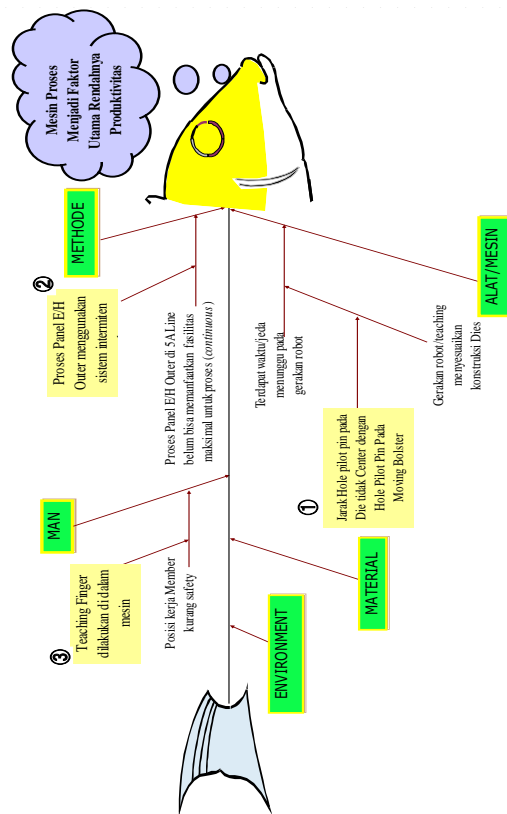 Mesin Proses
Menjadi Faktor
Utama Rendahnya
Produktivitas
METHODE
②
Proses Panel E/H
Outer menggunakan
sistem intermiten
Proses Panel E/H Outer di 5A Line
belum bisa memanfaatkan fasilitas
maksimal untuk proses (continuous)
MAN
③
Teaching Finger
dilakukan di dalam
mesin
Posisi kerja Member
kurang safety
ALAT/MESIN
Gerakan robot/teaching
menyesuaikan
konstruksi Dies
Terdapat waktu/jeda
menunggu pada
gerakan robot
①
Jarak Hole pilot pin pada
Die tidak Center dengan
Hole Pilot Pin Pada
Moving Bolster
MATERIAL
ENVIRONMENT